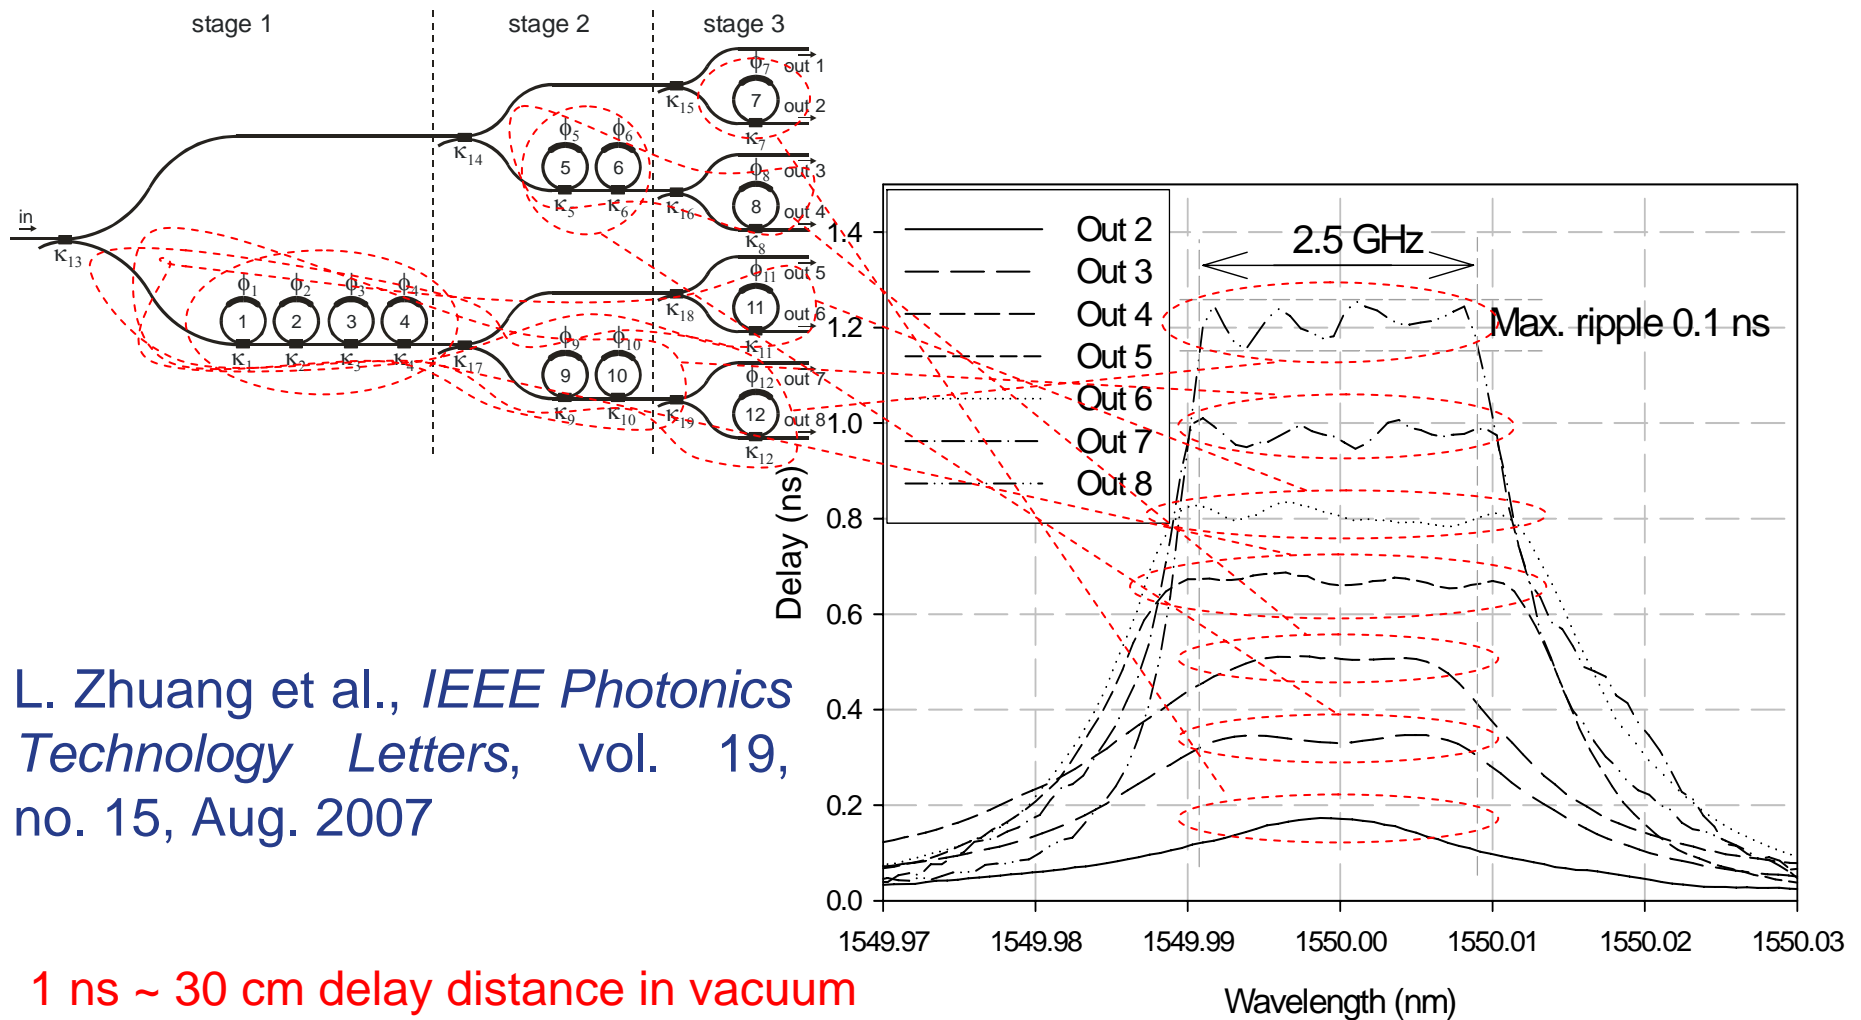 stage 1
stage 2
stage 3
in
κ13
κ14
κ15
κ16
κ17
κ18
κ19
ϕ7
out 1
7
out 2
κ7
ϕ5
ϕ6
5
6
κ5
κ6
ϕ8
out 3
8
out 4
κ8
ϕ1
ϕ2
ϕ3
ϕ4
1
2
3
4
κ1
κ2
κ3
κ4
ϕ11
out 5
11
out 6
κ11
ϕ9
ϕ10
9
10
κ9
κ10
ϕ12
out 7
12
out 8
κ12
Out 2
Out 3
Out 4
Out 5
Out 6
Out 7
Out 8
2.5 GHz
Max. ripple 0.1 ns
1.4
1.2
1.0
0.8
0.6
0.4
0.2
0.0
Delay (ns)
1549.97 1549.98 1549.99 1550.00 1550.01 1550.02 1550.03
Wavelength (nm)
L. Zhuang et al., IEEE Photonics
Technology Letters, vol. 19,
no. 15, Aug. 2007
1 ns ~ 30 cm delay distance in vacuum